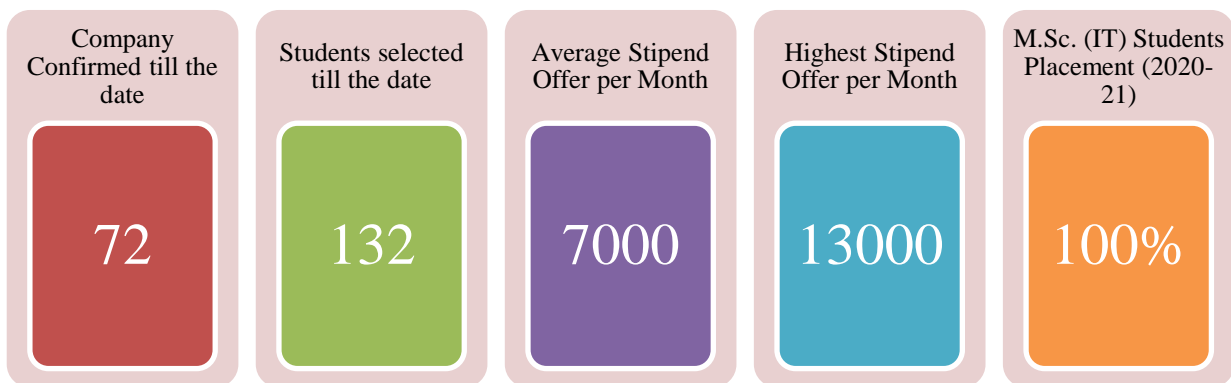 Company
Confirmed till the
date
72
Students selected
till the date
132
Average Stipend
Offer per Month
7000
Highest Stipend
Offer per Month
13000
M.Sc. (IT) Students
Placement (2020-
21)
100%